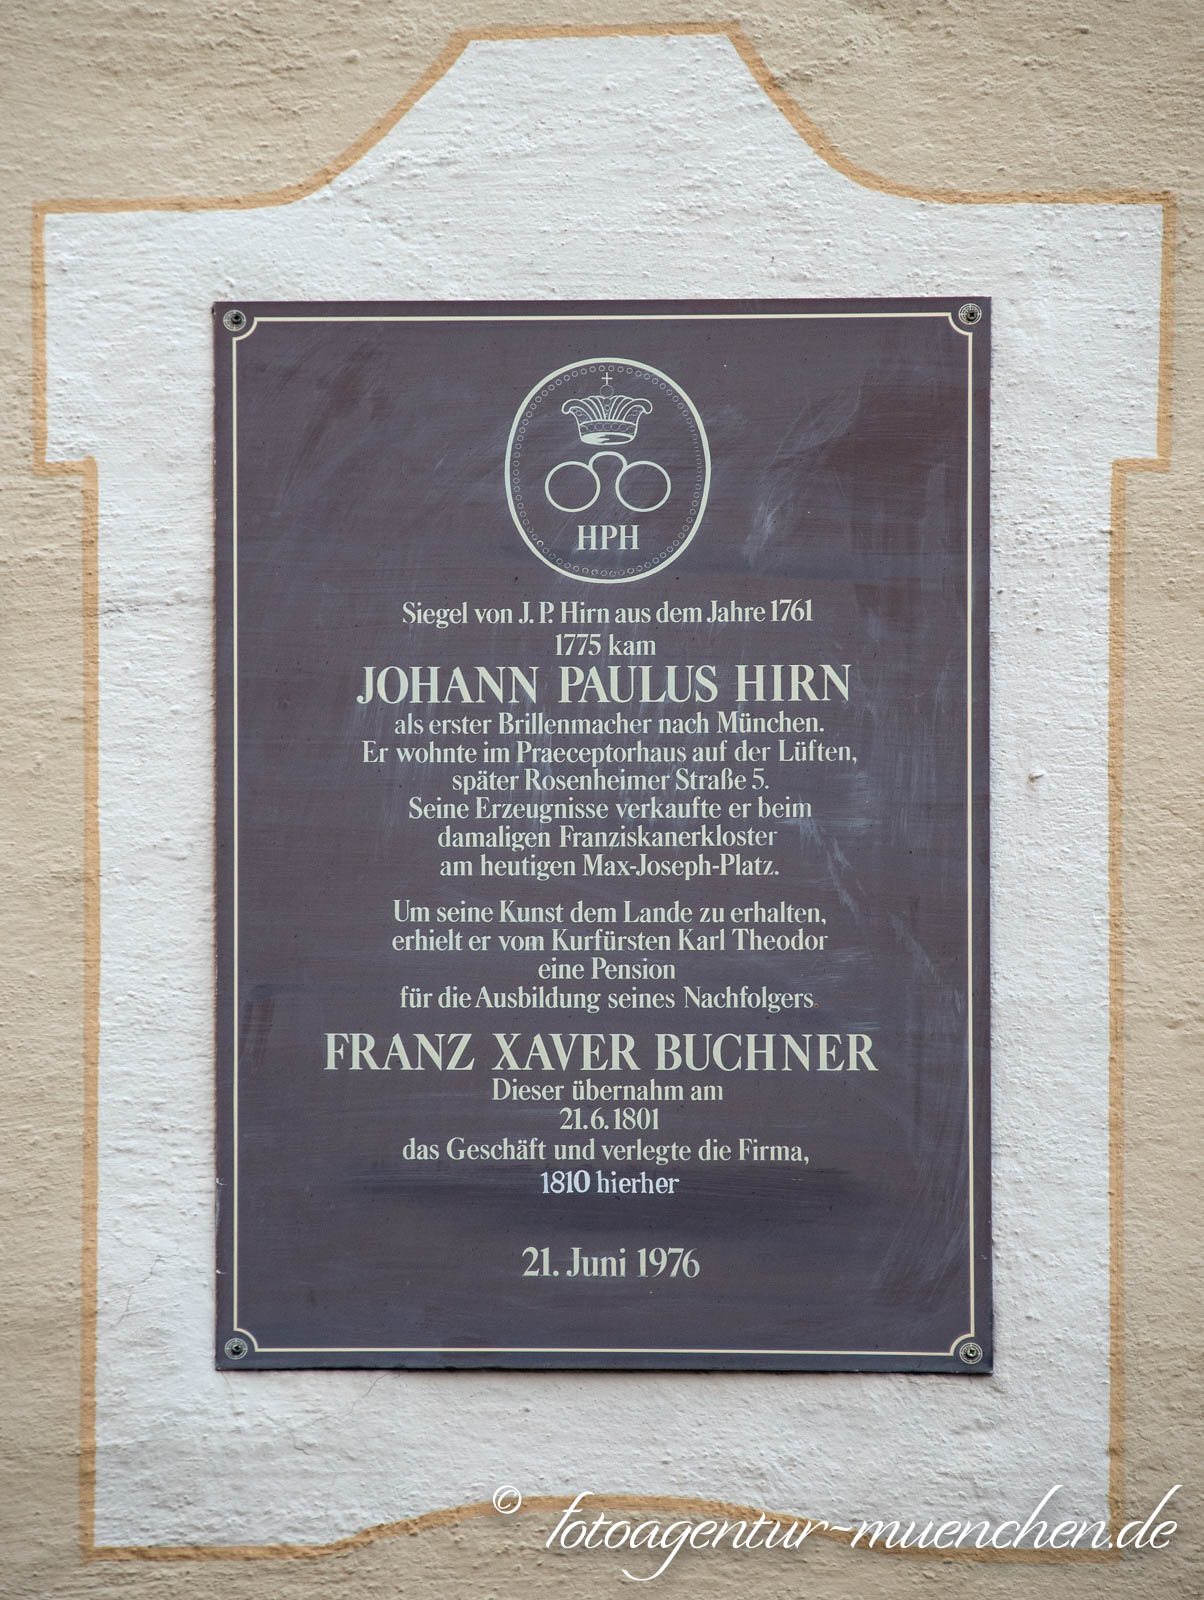 HPH
Siegel von J. P. Hirn aus dem Jahre 1761
1775 kam
JOHANN PAULUS HIRN
als erster Brillenmacher nach München.
Er wohnte im Praeceptorhaus auf der Lüften,
später Rosenheimer Straße 5.
Seine Erzeugnisse verkaufte er beim
damaligen Franziskanerkloster
am heutigen Max-Joseph-Platz.
Um seine Kunst dem Lande zu erhalten,
erhielt er vom Kurfürsten Karl Theodor
eine Pension
für die Ausbildung seines Nachfolgers.
FRANZ XAVER BUCHNER
Dieser übernahm am
21.6.1801
das Geschäft und verlegte die Firma,
1810 hierher
21. Juni 1976
© fotoagentur-muenchen.de